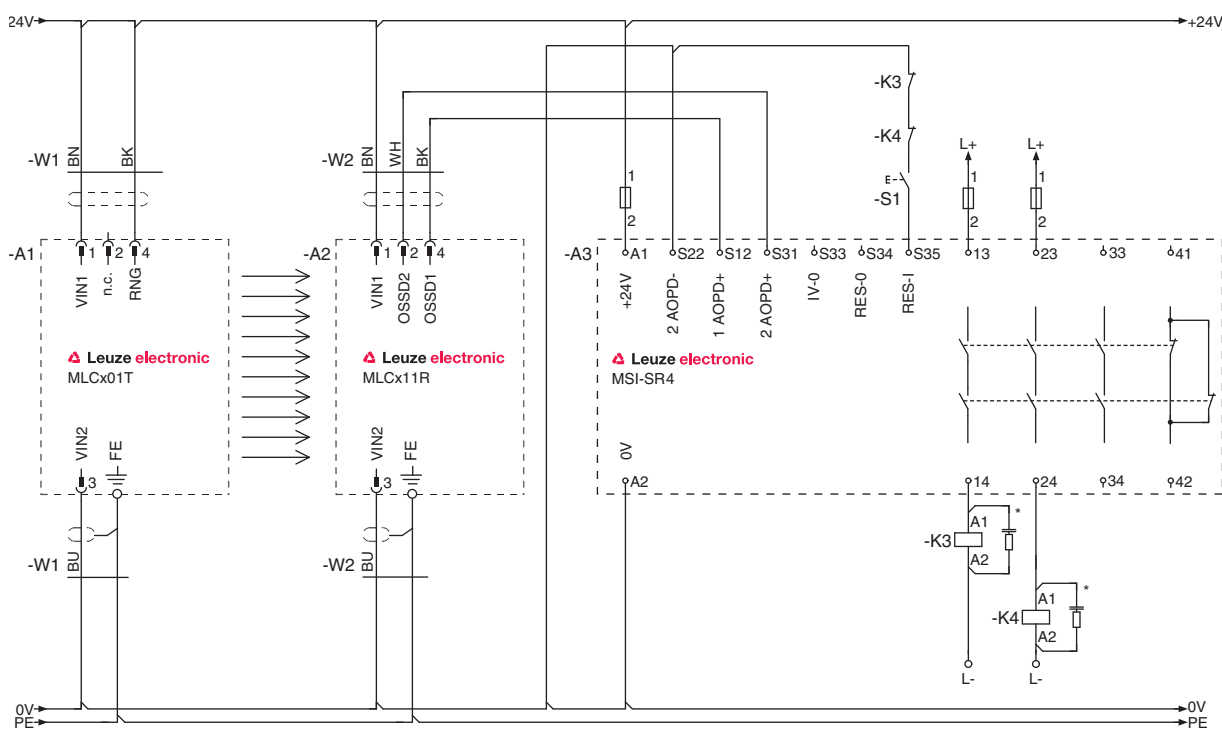 24V
+24V
-K3
-K4
-W1
BN
BK
-W2
BN
WH
BK
L+
L+
1
2
E
-S1
1
2
1
2
-A1
1
2
4
-A2
1
2
4
-A3
A1
S22
S12
S31
S33
S34
S35
13
23
33
41
VIN1
n.c.
RNG
VIN1
OSSD2
OSSD1
+24V
2 AOPD-
1 AOPD+
2 AOPD+
IV-0
RES-0
RES-I
Leuze electronic
MLCx01T
Leuze electronic
MLCx11R
Leuze electronic
MSI-SR4
VIN2
FE
VIN2
FE
0V
3
3
A2
14
24
34
42
-K3
A1
A2
*
-W1
BU
-W2
BU
-K4
A1
A2
*
L-
L-
0V
0V
PE
PE